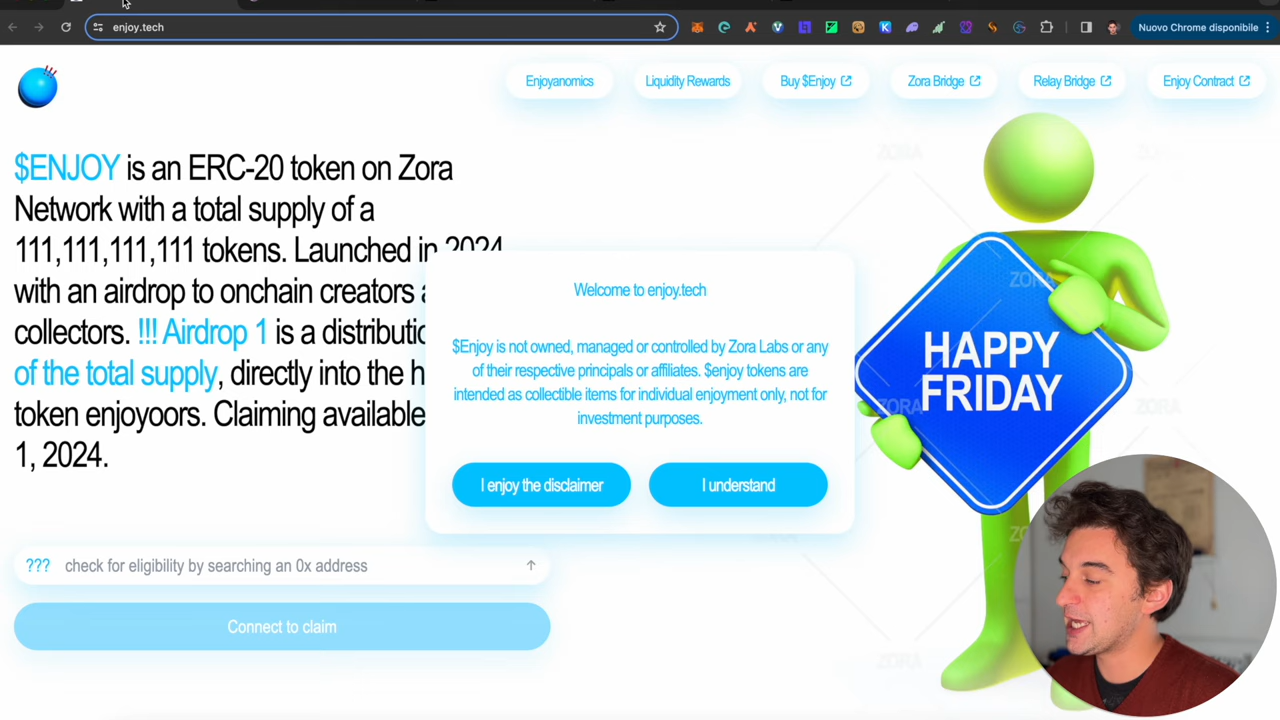 enjoy.tech
Nuovo Chrome disponibile
Enjoyanomics
Liquidity Rewards
Buy $Enjoy
Zora Bridge
Relay Bridge
Enjoy Contract
$ENJOY is an ERC-20 token on Zora
Network with a total supply of a
111,111,111,111 tokens. Launched in 2024
with an airdrop to onchain creators
collectors. !!! Airdrop 1 is a
of the total supply, directly into the
token enjoyoors. Claiming available
1, 2024.
Welcome to enjoy.tech
$Enjoy is not owned, managed or controlled by Zora Labs or any
of their respective principals or affiliates. $enjoy tokens are
intended as collectible items for individual enjoyment only, not for
investment purposes.
I enjoy the disclaimer
I understand
??? check for eligibility by searching an 0x address
Connect to claim
HAPPY
FRIDAY
ZORA
ZORA
ZORA
ZORA
ZORA